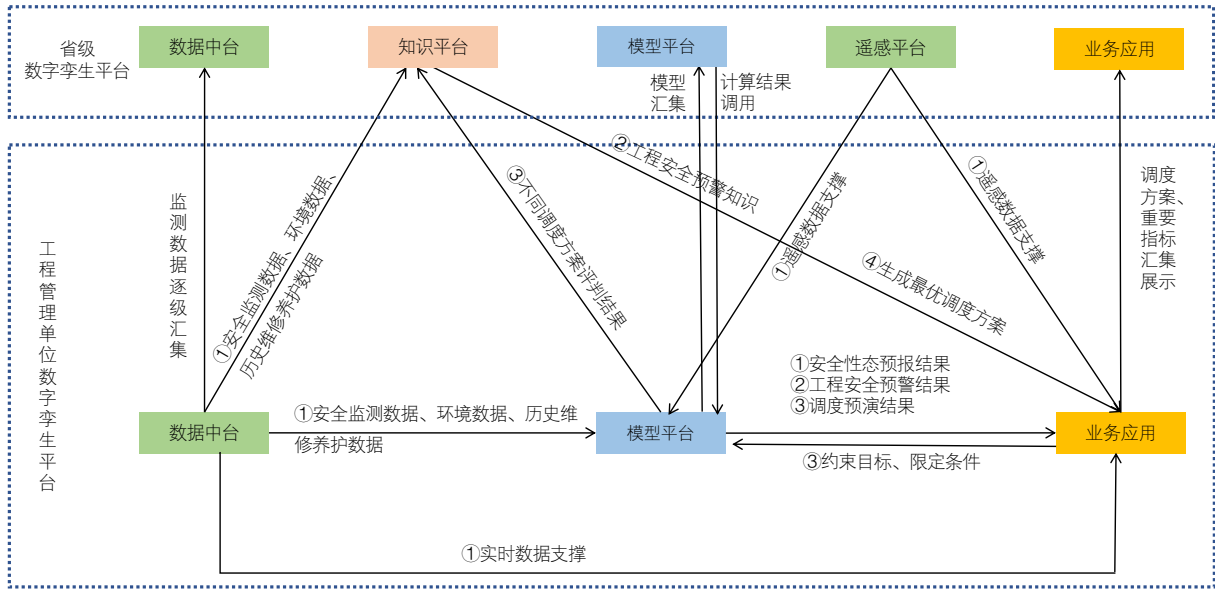 省级
数字孪生平台
数据中台
知识平台
模型平台
遥感平台
业务应用
模型
汇集
计算结果
调用
②工程安全预警知识
④生成最优调度方案
①安全监测数据、环境数据、
历史维修养护数据
③不同调度方案评判结果
①遥感数据支撑
①遥感数据支撑
调度
方案、
重要
指标
汇集
展示
监测数据逐级汇集
工程管理单位数字孪生平台
①安全性态预报结果
②工程安全预警结果
③调度预演结果
数据中台
①安全监测数据、环境数据、历史维
修养护数据
模型平台
业务应用
③约束目标、限定条件
①实时数据支撑